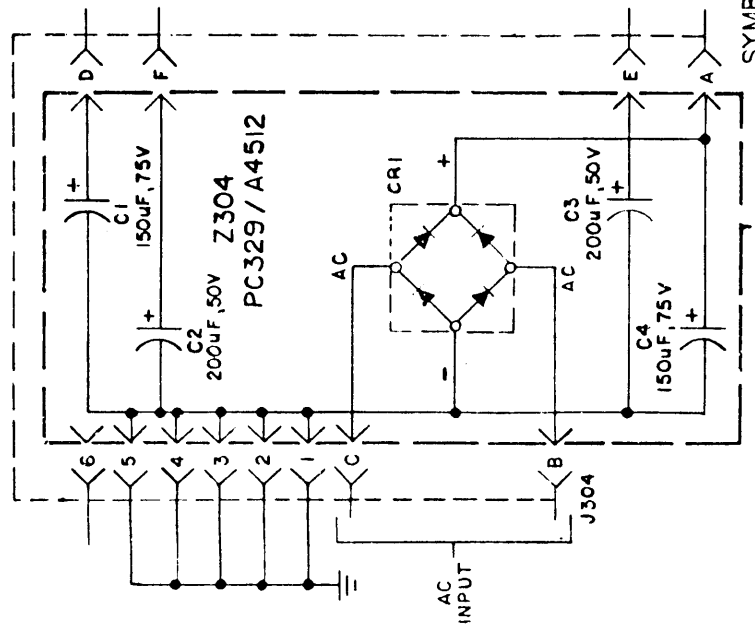 D
F
E
A
SYMB
+
C1
150uF, 75V
+
C2
200uF, 50V
Z304
PC329/A4512
CR1
+
AC
AC
-
+
C3
200uF, 50V
+
C4
150uF, 75V
6
5
4
3
2
1
C
B
J304
AC
INPUT